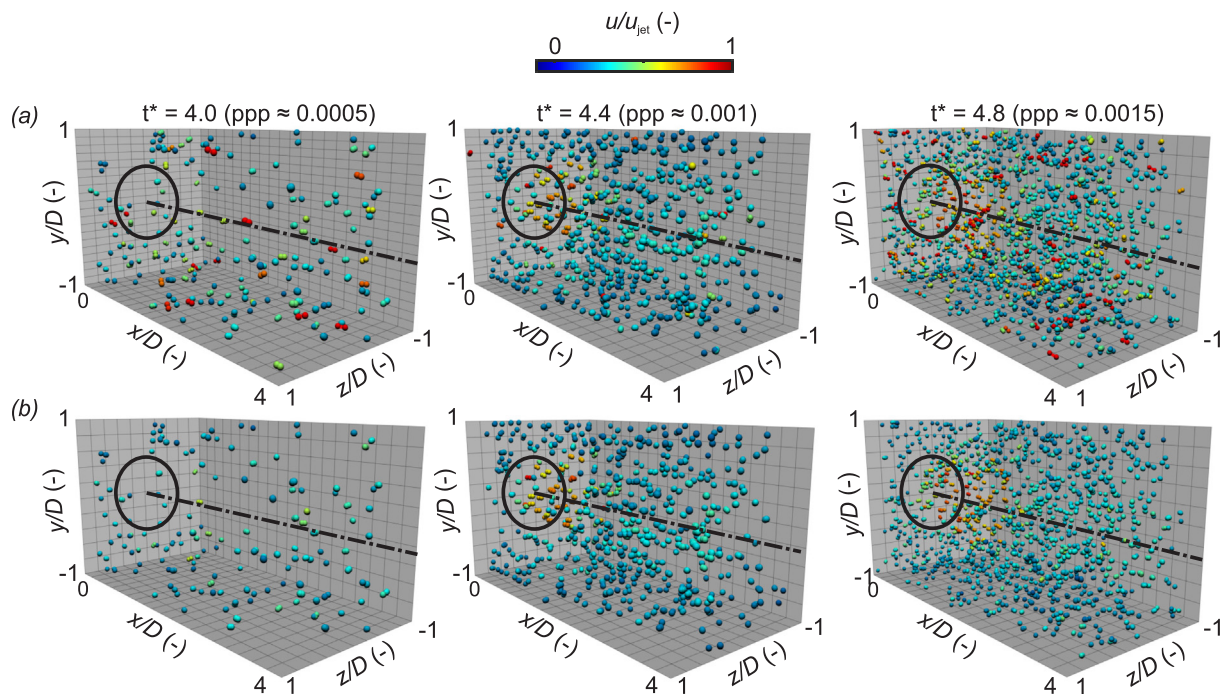 u/u_jet (-)
0 1
(a) t* = 4.0 (ppp ≈ 0.0005) t* = 4.4 (ppp ≈ 0.001) t* = 4.8 (ppp ≈ 0.0015)
1 1 1
y/D (-) y/D (-) y/D (-)
-1 -1 -1
0 0 0
x/D (-) z/D (-) -1 x/D (-) z/D (-) -1 x/D (-) z/D (-) -1
4 1 4 1 4 1
(b)
1 1 1
y/D (-) y/D (-) y/D (-)
-1 -1 -1
0 0 0
x/D (-) z/D (-) -1 x/D (-) z/D (-) -1 x/D (-) z/D (-) -1
4 1 4 1 4 1